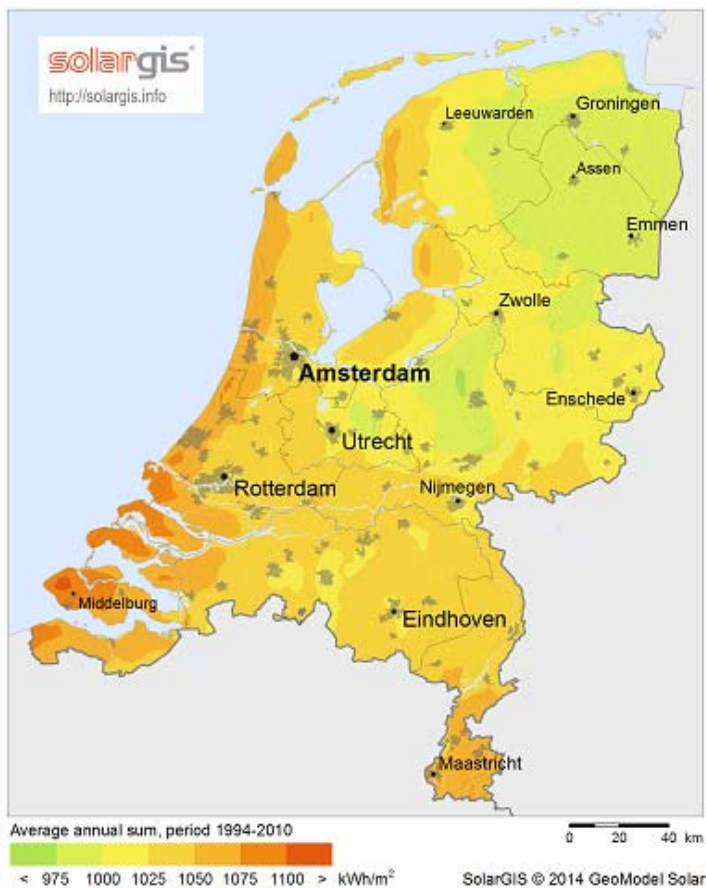 solargis
http://solargis.info
Leeuwarden
Groningen
Assen
Emmen
Zwolle
Amsterdam
Enschede
Utrecht
Rotterdam
Nijmegen
Middelburg
Eindhoven
Maastricht
Average annual sum, period 1994-2010
0 20 40 km
< 975 1000 1025 1050 1075 1100 > kWh/m²
SolarGIS © 2014 GeoModel Solar